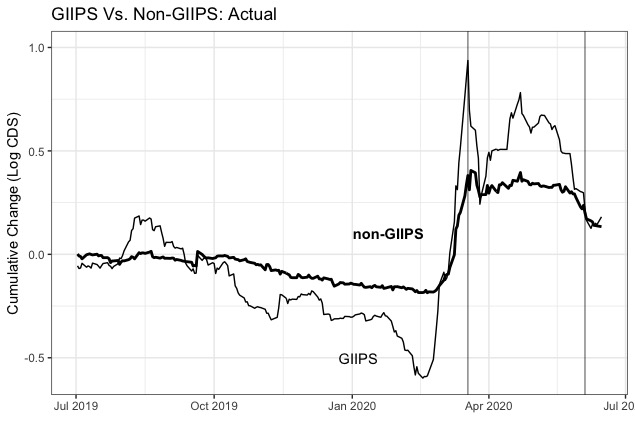 GIIPS Vs. Non-GIIPS: Actual
Cumulative Change (Log CDS)
1.0
0.5
0.0
-0.5
non-GIIPS
GIIPS
Jul 2019
Oct 2019
Jan 2020
Apr 2020
Jul 20